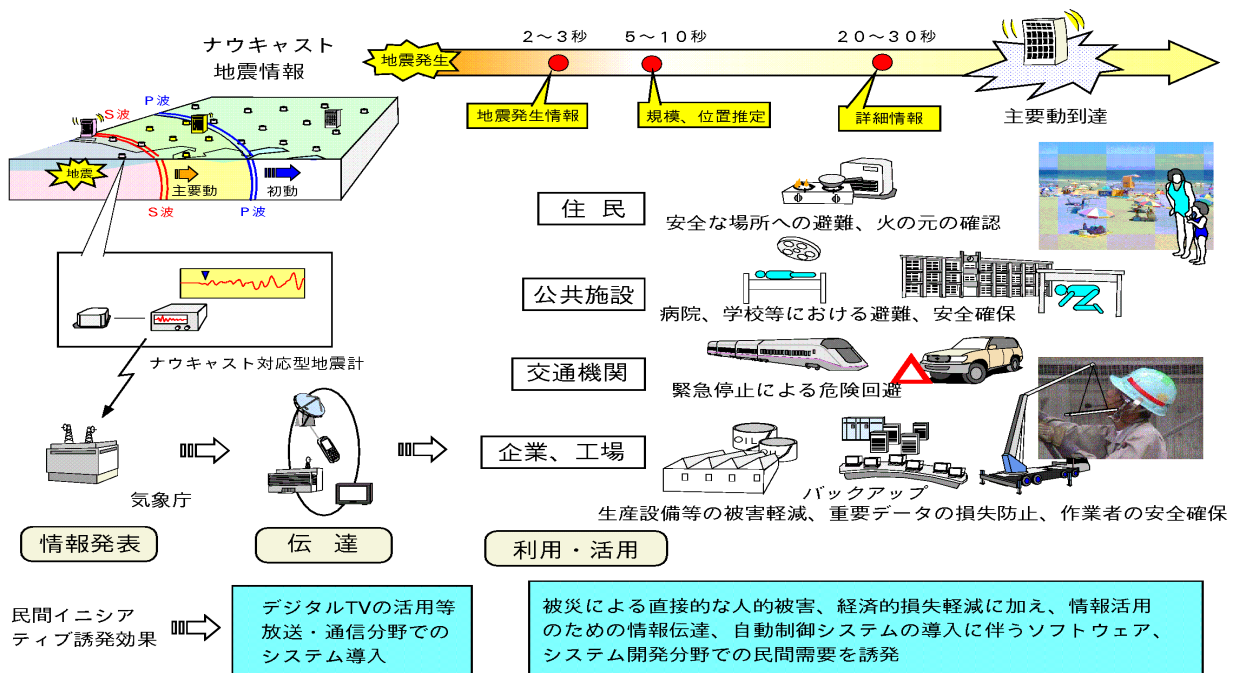 ナウキャスト
地震情報
地震発生
2～3秒
5～10秒
20～30秒
地震発生情報
規模、位置推定
詳細情報
主要動到達
S波
P波
地震
主要動
初動
S波
P波
住 民
安全な場所への避難、火の元の確認
公共施設
病院、学校等における避難、安全確保
ナウキャスト対応型地震計
交通機関
緊急停止による危険回避
企業、工場
OIL
OIL
バックアップ
生産設備等の被害軽減、重要データの損失防止、作業者の安全確保
気象庁
情報発表
伝 達
利用・活用
民間イニシア
ティブ誘発効果
デジタルTVの活用等
放送・通信分野での
システム導入
被災による直接的な人的被害、経済的損失軽減に加え、情報活用
のための情報伝達、自動制御システムの導入に伴うソフトウェア、
システム開発分野での民間需要を誘発